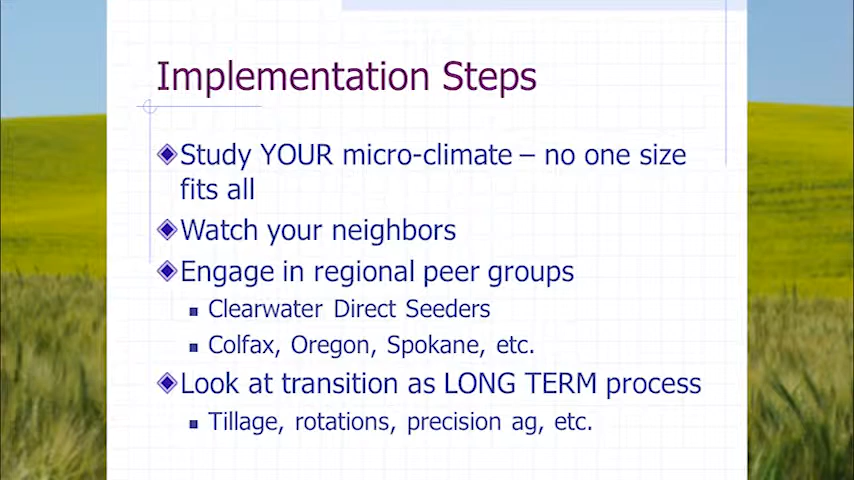 Implementation Steps
Study YOUR micro-climate – no one size
fits all
Watch your neighbors
Engage in regional peer groups
Clearwater Direct Seeders
Colfax, Oregon, Spokane, etc.
Look at transition as LONG TERM process
Tillage, rotations, precision ag, etc.